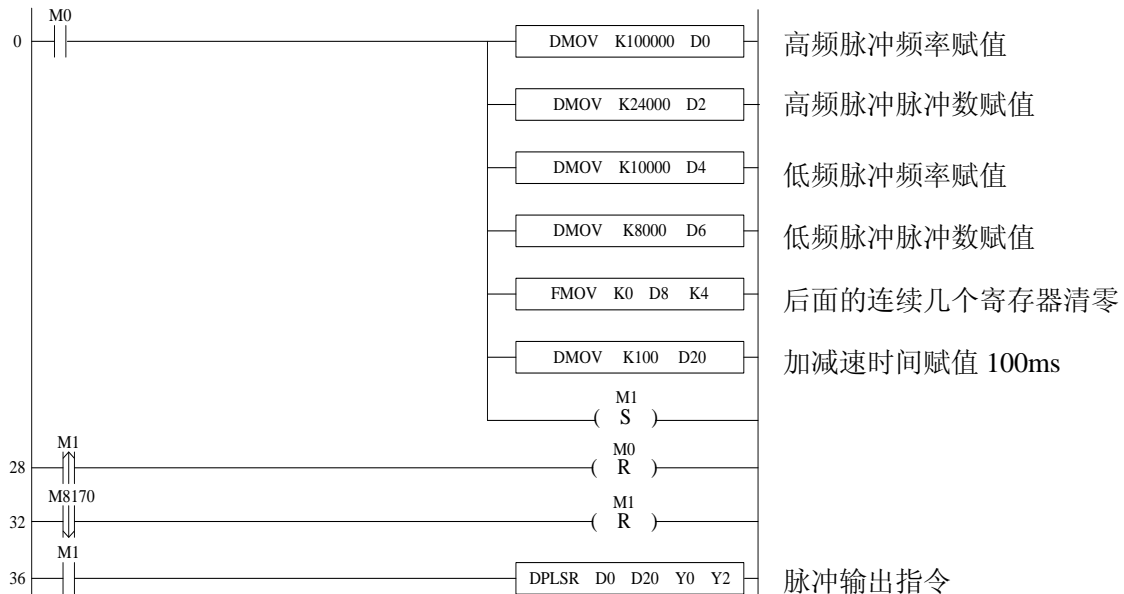 M0
0 DMOV K100000 D0 高频脉冲频率赋值
DMOV K24000 D2 高频脉冲脉冲数赋值
DMOV K10000 D4 低频脉冲频率赋值
DMOV K8000 D6 低频脉冲脉冲数赋值
FMOV K0 D8 K4 后面的连续几个寄存器清零
DMOV K100 D20 加减速时间赋值 100ms
M1
( S )
M1 M0
28 ( R )
M8170 M1
32 ( R )
M1
36 DPLSR D0 D20 Y0 Y2 脉冲输出指令